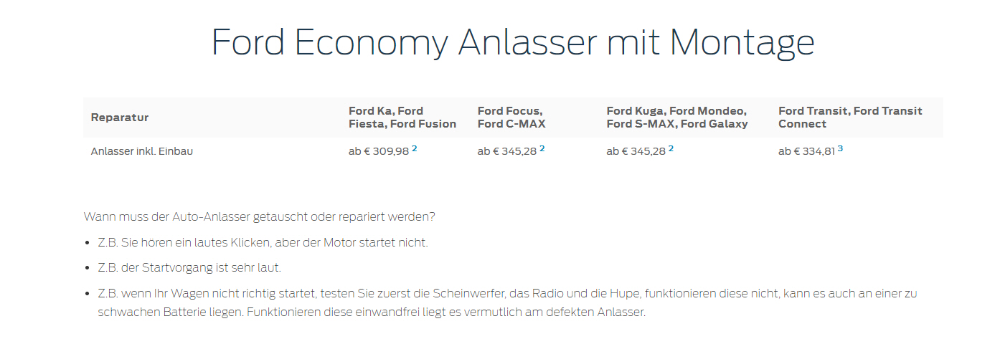 Ford Economy Anlasser mit Montage
Reparatur
Ford Ka, Ford
Fiesta, Ford Fusion
Ford Focus,
Ford C-MAX
Ford Kuga, Ford Mondeo,
Ford S-MAX, Ford Galaxy
Ford Transit, Ford Transit
Connect
Anlasser inkl. Einbau
ab € 309,98 2
ab € 345,28 2
ab € 345,28 2
ab € 334,81 3
Wann muss der Auto-Anlasser getauscht oder repariert werden?
• Z.B. Sie hören ein lautes Klicken, aber der Motor startet nicht.
• Z.B. der Startvorgang ist sehr laut.
• Z.B. wenn Ihr Wagen nicht richtig startet, testen Sie zuerst die Scheinwerfer, das Radio und die Hupe, funktionieren diese nicht, kann es auch an einer zu
schwachen Batterie liegen. Funktionieren diese einwandfrei liegt es vermutlich am defekten Anlasser.